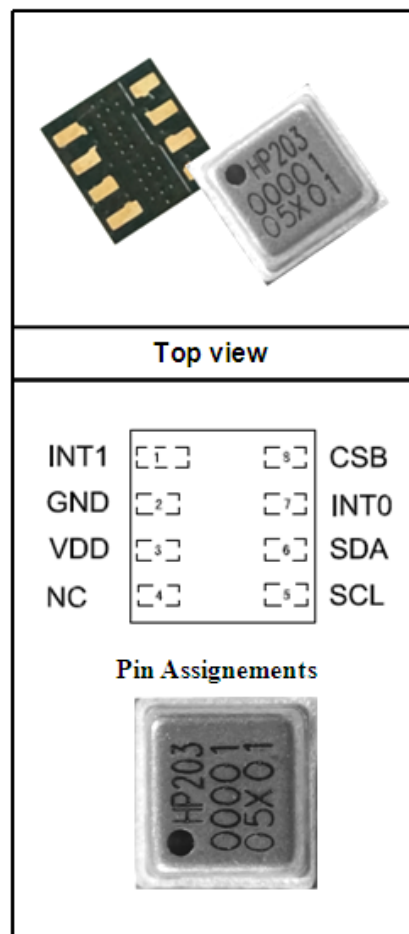 HP203
00001
05X01
Top view
INT1 1 8 CSB
GND 2 7 INT0
VDD 3 6 SDA
NC 4 5 SCL
Pin Assignements
HP203
00001
05X01